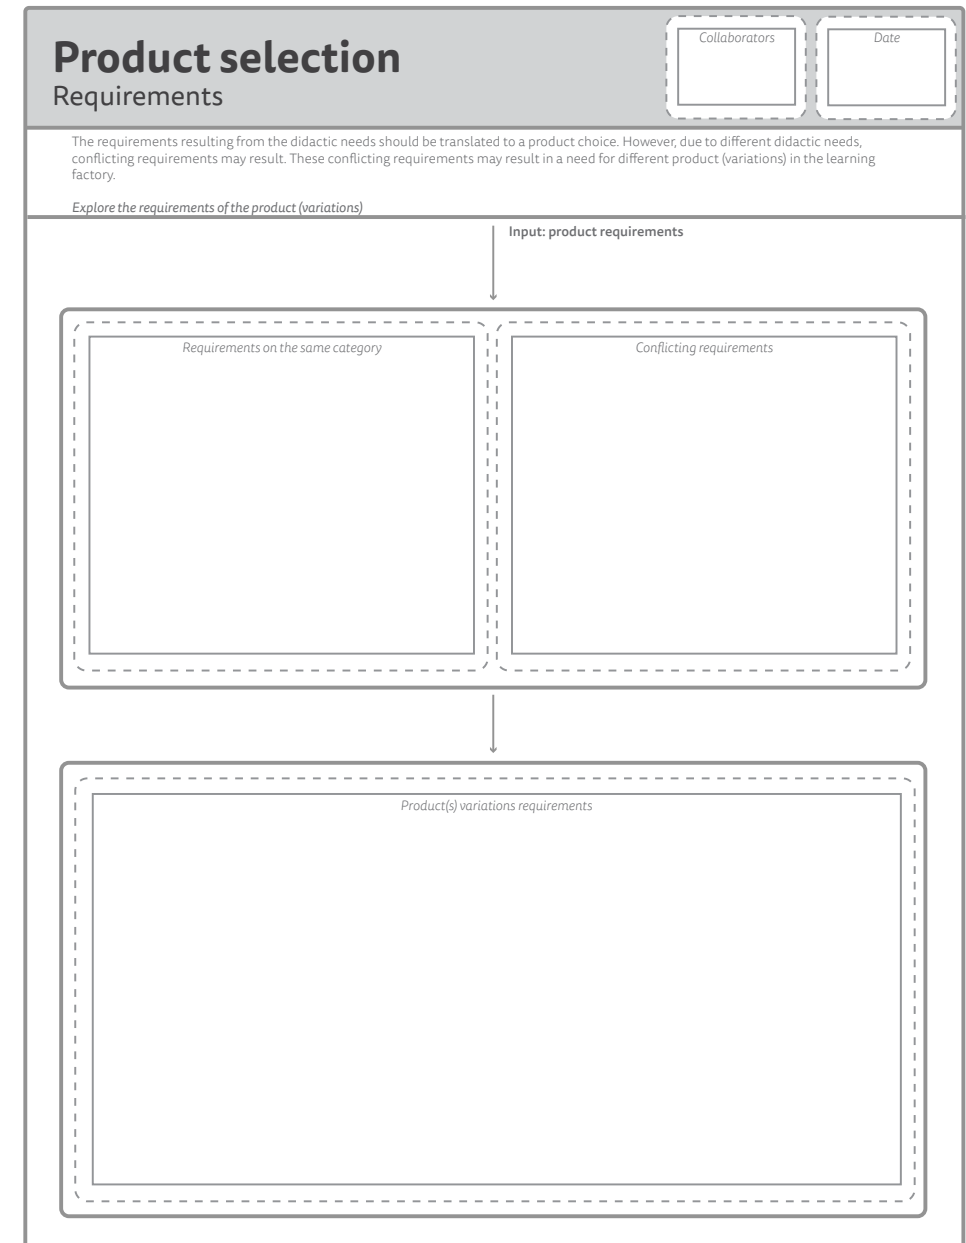 Product selection
Requirements
Collaborators
Date
The requirements resulting from the didactic needs should be translated to a product choice. However, due to different didactic needs,
conflicting requirements may result. These conflicting requirements may result in a need for different product (variations) in the learning
factory.
Explore the requirements of the product (variations)
Input: product requirements
Requirements on the same category
Conflicting requirements
Product(s) variations requirements